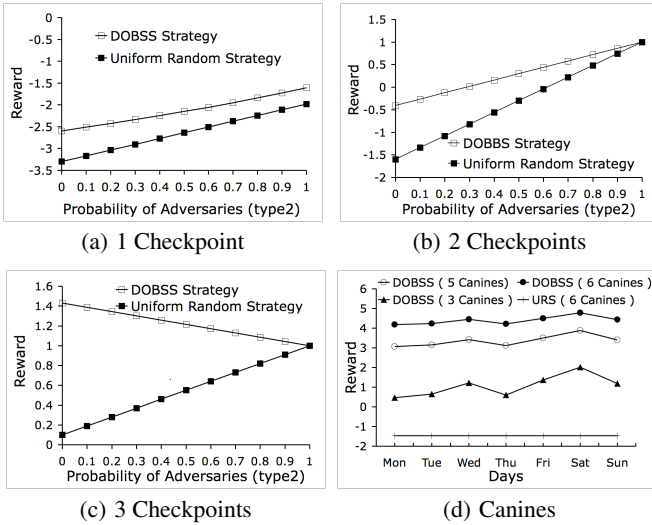 0
-0.5
-1
-1.5
-2
-2.5
-3
-3.5
Reward
DOBSS Strategy
Uniform Random Strategy
0 0.1 0.2 0.3 0.4 0.5 0.6 0.7 0.8 0.9 1
Probability of Adversaries (type2)
(a) 1 Checkpoint
1.5
1
0.5
0
-0.5
-1
-1.5
-2
Reward
DOBBS Strategy
Uniform Random Strategy
0 0.1 0.2 0.3 0.4 0.5 0.6 0.7 0.8 0.9 1
Probability of Adversaries (type2)
(b) 2 Checkpoints
1.6
1.4
1.2
1
0.8
0.6
0.4
0.2
0
Reward
DOBSS Strategy
Uniform Random Strategy
0 0.1 0.2 0.3 0.4 0.5 0.6 0.7 0.8 0.9 1
Probability of Adversaries (type2)
(c) 3 Checkpoints
DOBSS ( 5 Canines) DOBSS ( 6 Canines )
DOBSS ( 3 Canines ) URS ( 6 Canines )
6
5
4
3
2
1
0
-1
-2
Reward
Mon Tue Wed Thu Fri Sat Sun
Days
(d) Canines